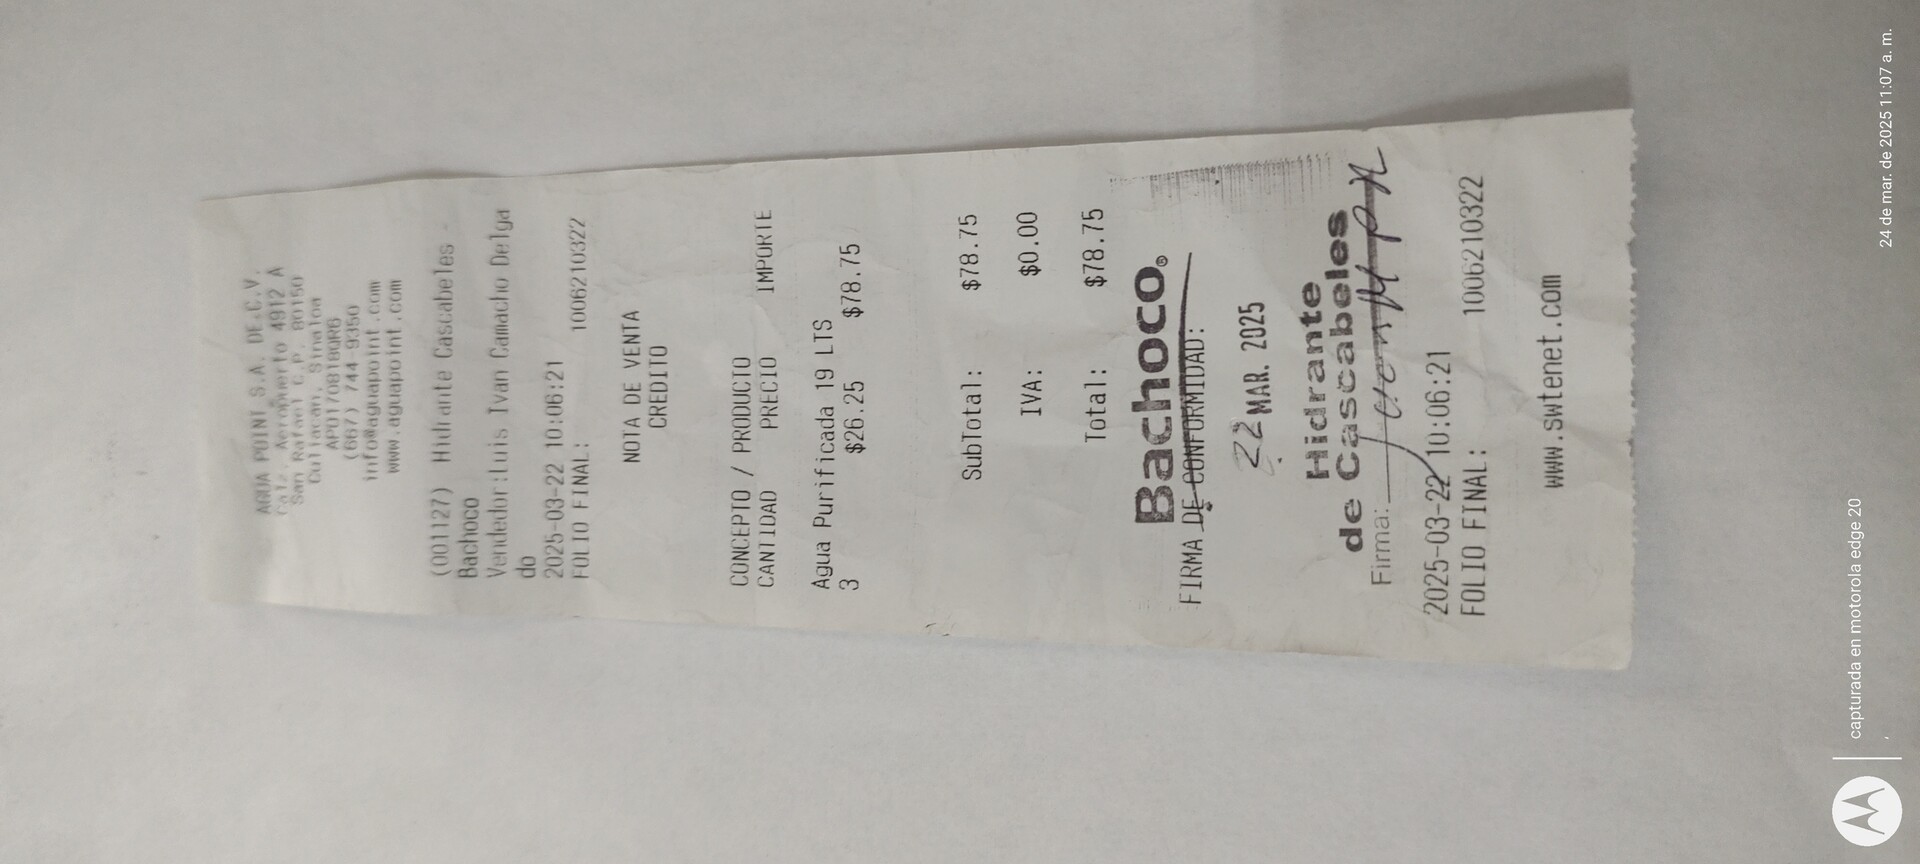 AGUA POINT S.A. DE C.V.
Calz. Aeropuerto 4912 A
San Rafael C.P. 80150
Culiacan, Sinaloa
(667) 744-9350
info@aguapoint.com
www.aguapoint.com
(001127) Hidrante Cascabeles -
Bachoco
Vendedor:Luis Ivan Camacho Delga
do
2025-03-22 10:06:21
FOLIO FINAL: 1006210322
NOTA DE VENTA
CREDITO
CONCEPTO / PRODUCTO
CANTIDAD PRECIO IMPORTE
Agua Purificada 19 LTS
3 $26.25 $78.75
SubTotal: $78.75
IVA: $0.00
Total: $78.75
Bachoco®
FIRMA DE CONFORMIDAD:
22 MAR. 2025
Hidrante
de Cascabeles
Firma:
2025-03-22 10:06:21
FOLIO FINAL: 1006210322
www.swtenet.com
capturada en motorola edge 20
24 de mar. de 2025 11:07 a. m.